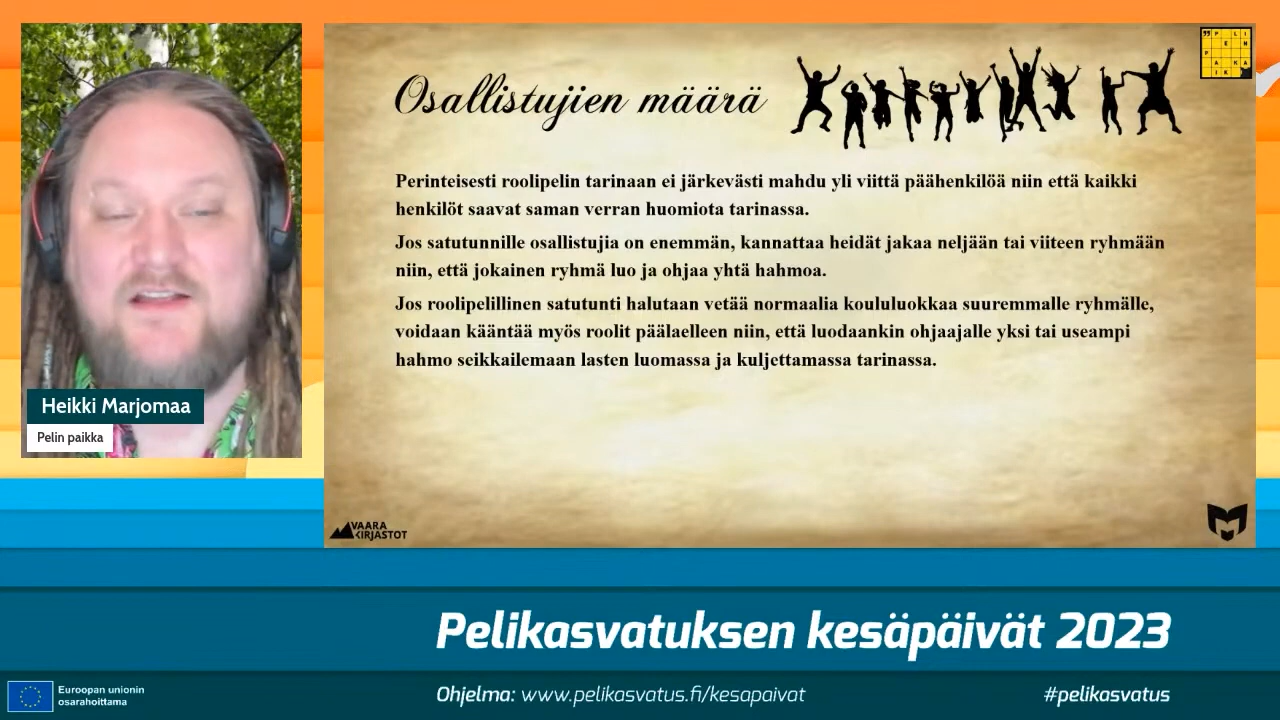 Osallistujien määrä
Perinteisesti roolipelin tarinaan ei järkevästi mahdu yli viittä päähenkilöä niin että kaikki
henkilöt saavat saman verran huomiota tarinassa.
Jos satutunnille osallistujia on enemmän, kannattaa heidät jakaa neljään tai viiteen ryhmään
niin, että jokainen ryhmä luo ja ohjaa yhtä hahmoa.
Jos roolipelillinen satutunti halutaan vetää normaalia koululuokkaa suuremmalle ryhmälle,
voidaan kääntää myös roolit päälaelleen niin, että luodaankin ohjaajalle yksi tai useampi
hahmo seikkailemaan lasten luomassa ja kuljettamassa tarinassa.
PELIN PAIKKA
VAARA
KIRJASTOT
Heikki Marjomaa
Pelin paikka
Pelikasvatuksen kesäpäivät 2023
Euroopan unionin
osarahoittama
Ohjelma: www.pelikasvatus.fi/kesapaivat
#pelikasvatus